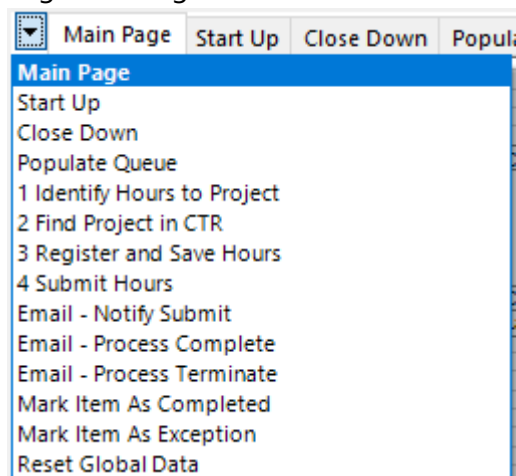 Main Page Start Up Close Down
Main Page
Start Up
Close Down
Populate Queue
1 Identify Hours to Project
2 Find Project in CTR
3 Register and Save Hours
4 Submit Hours
Email - Notify Submit
Email - Process Complete
Email - Process Terminate
Mark Item As Completed
Mark Item As Exception
Reset Global Data